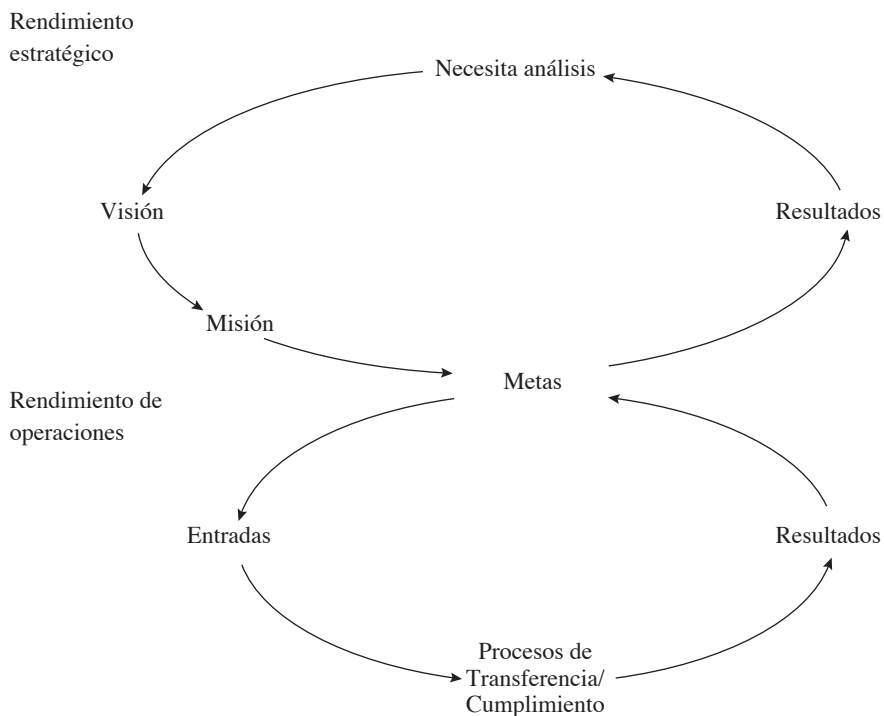 Rendimiento
estratégico
Necesita análisis
Visión
Resultados
Misión
Metas
Rendimiento de
operaciones
Entradas
Resultados
Procesos de
Transferencia/
Cumplimiento